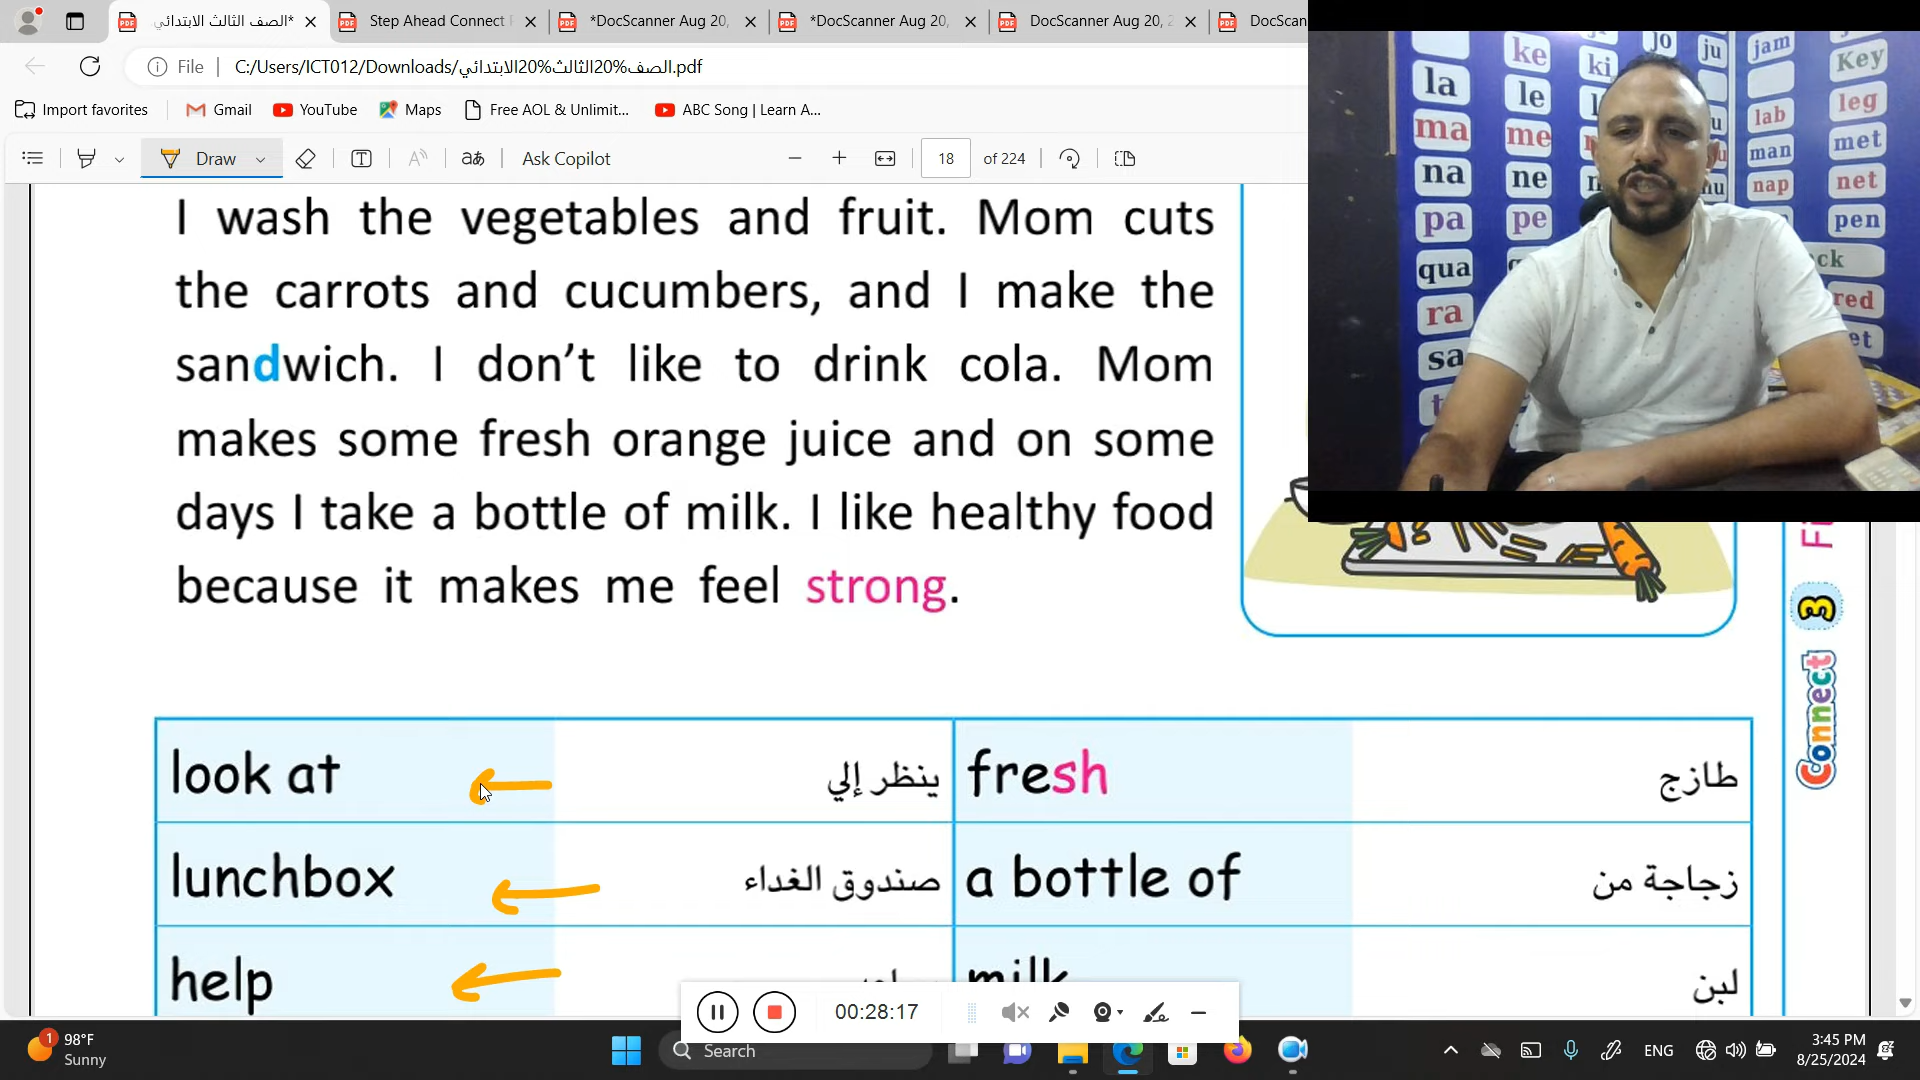 *الصف الثالث الابتدائي
Step Ahead Connect
*DocScanner Aug 20,
*DocScanner Aug 20,
DocScanner Aug 20, 2
DocScan
File
C:/Users/ICT012/Downloads/الصف%20الثالث%20الابتدائي.pdf
Import favorites
Gmail
YouTube
Maps
Free AOL & Unlimit...
ABC Song | Learn A...
Draw
Ask Copilot
18
of 224
I wash the vegetables and fruit. Mom cuts
the carrots and cucumbers, and I make the
sandwich. I don't like to drink cola. Mom
makes some fresh orange juice and on some
days I take a bottle of milk. I like healthy food
because it makes me feel strong.
look at
ينظر إلي
fresh
طازج
lunchbox
صندوق الغداء
a bottle of
زجاجة من
help
milk
لبن
Connect 3
ke
ki
jo
ju
jam
Key
la
le
lab
leg
ma
me
man
met
na
ne
nap
net
pa
pe
pen
qua
ra
red
sa
00:28:17
1
98°F
Sunny
Search
ENG
3:45 PM
8/25/2024